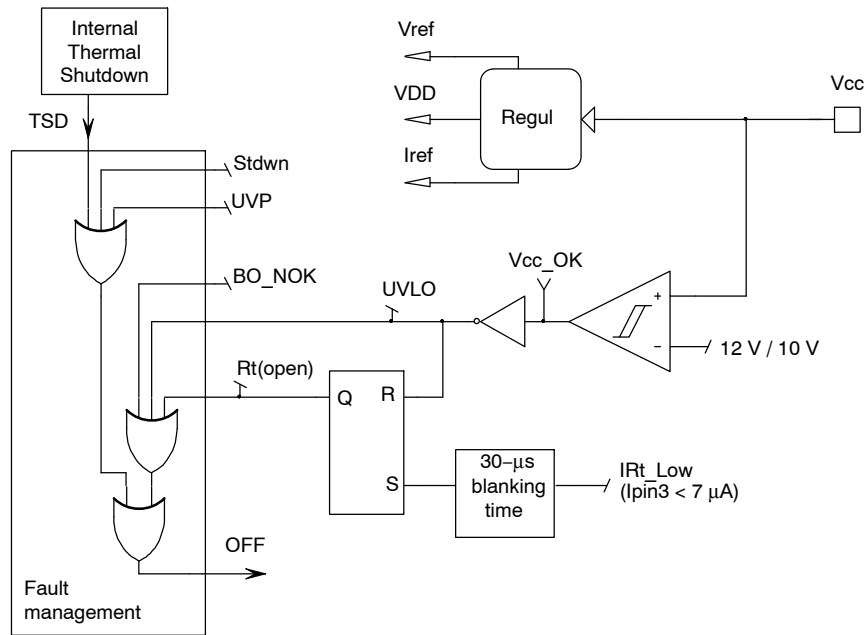 Internal
Thermal
Shutdown
TSD
Vref
VDD
Iref
Regul
Vcc
Stdwn
UVP
BO_NOK
UVLO
Vcc_OK
+
−
12 V / 10 V
Rt(open)
Q
R
S
30−μs
blanking
time
IRt_Low
(Ipin3 < 7 μA)
OFF
Fault
management